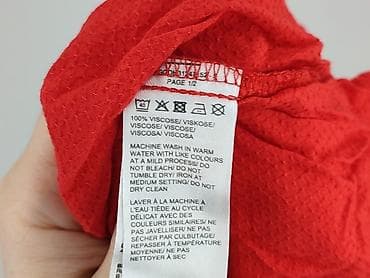 PAGE 1/2
100% VISCOSE/ VISKOSE/
VISCOSE/ VISCOSE/
VISCOSA/ VISCOSA
MACHINE WASH IN WARM
WATER WITH LIKE COLOURS
AT A MILD PROCESS/ DO
NOT BLEACH/ DO NOT
TUMBLE DRY/ IRON AT
MEDIUM SETTING/ DO NOT
DRY CLEAN
LAVER À LA MACHINE À
L'EAU TIÈDE AU CYCLE
DÉLICAT AVEC DES
COULEURS SIMILAIRES/ NE
PAS JAVELLISER/ NE PAS
SÉCHER PAR CULBUTAGE/
REPASSER À TEMPÉRATURE
MOYENNE/ NE PAS
NETTOYER À SEC